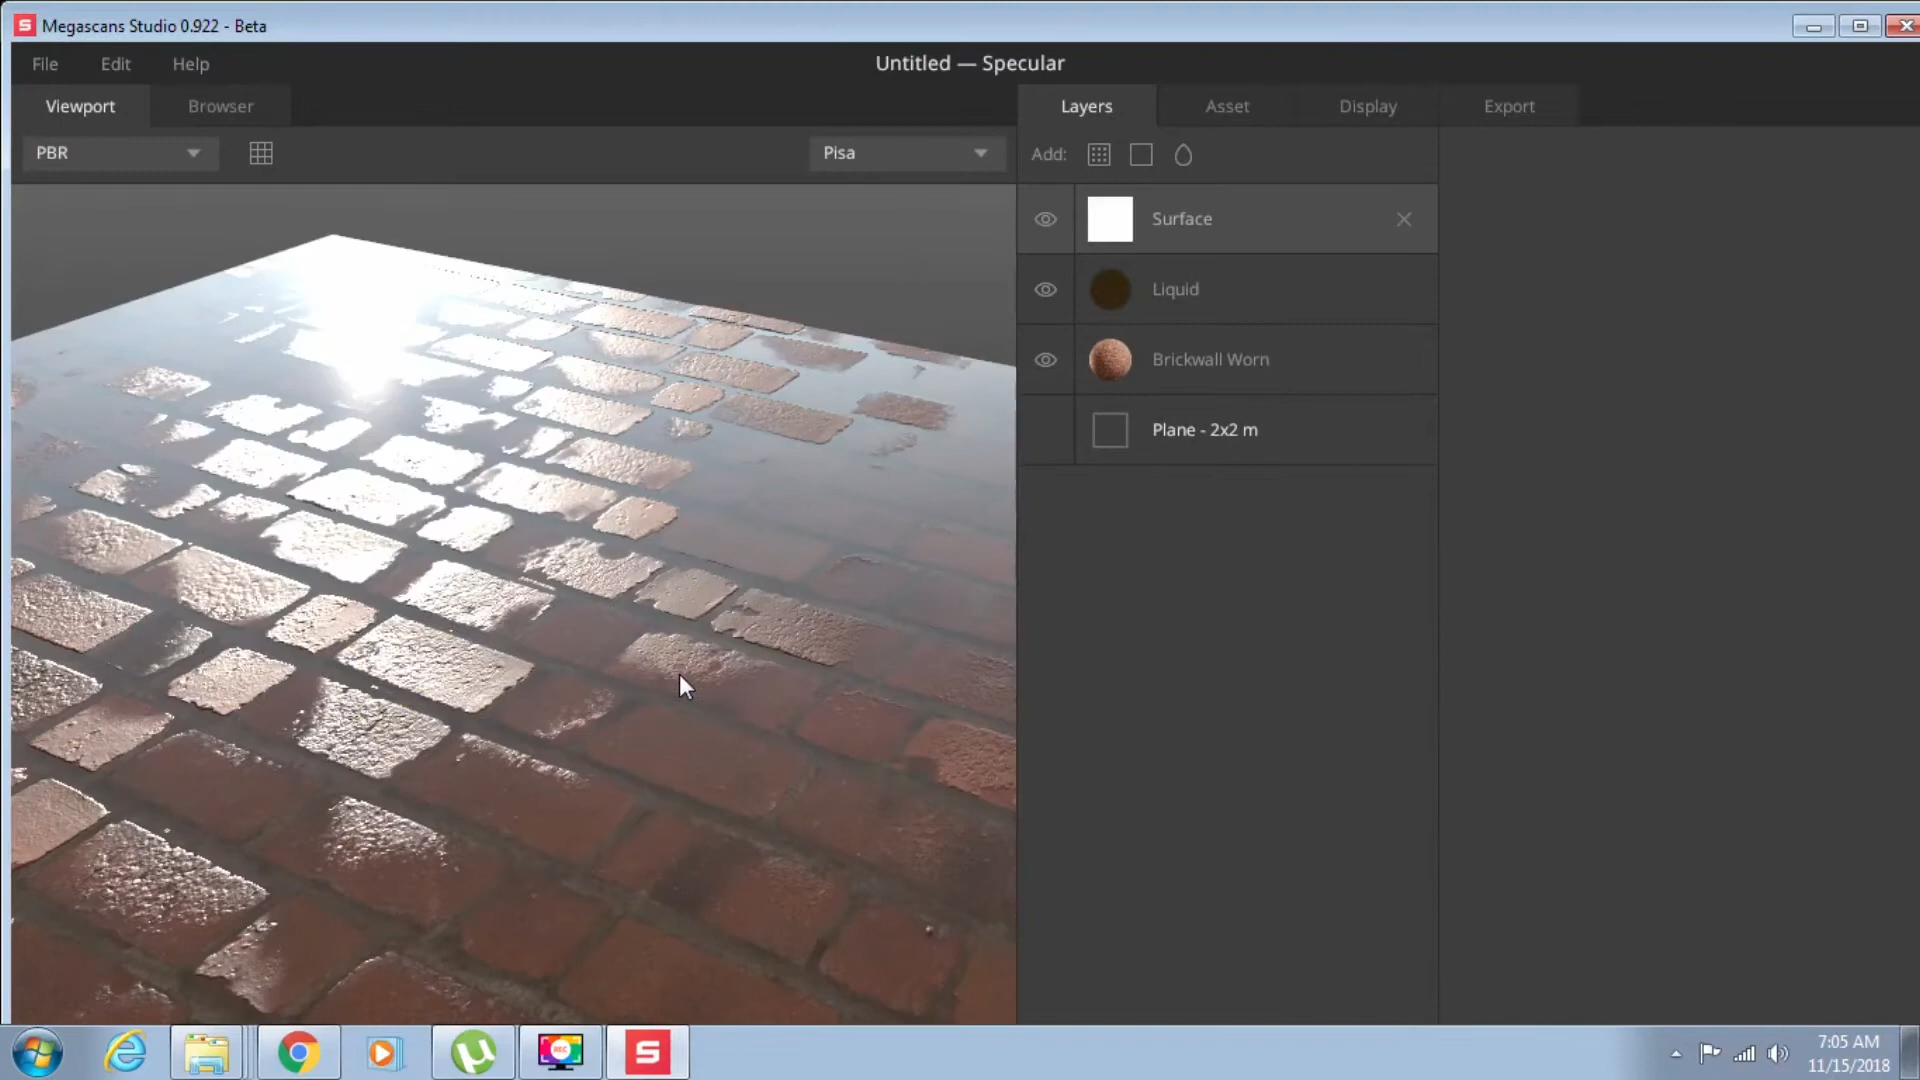 Megascans Studio 0.922 - Beta
File Edit Help
Untitled — Specular
Viewport Browser
Layers Asset Display Export
PBR
Pisa
Add:
Surface
Liquid
Brickwall Worn
Plane - 2x2 m
REC
7:05 AM
11/15/2018